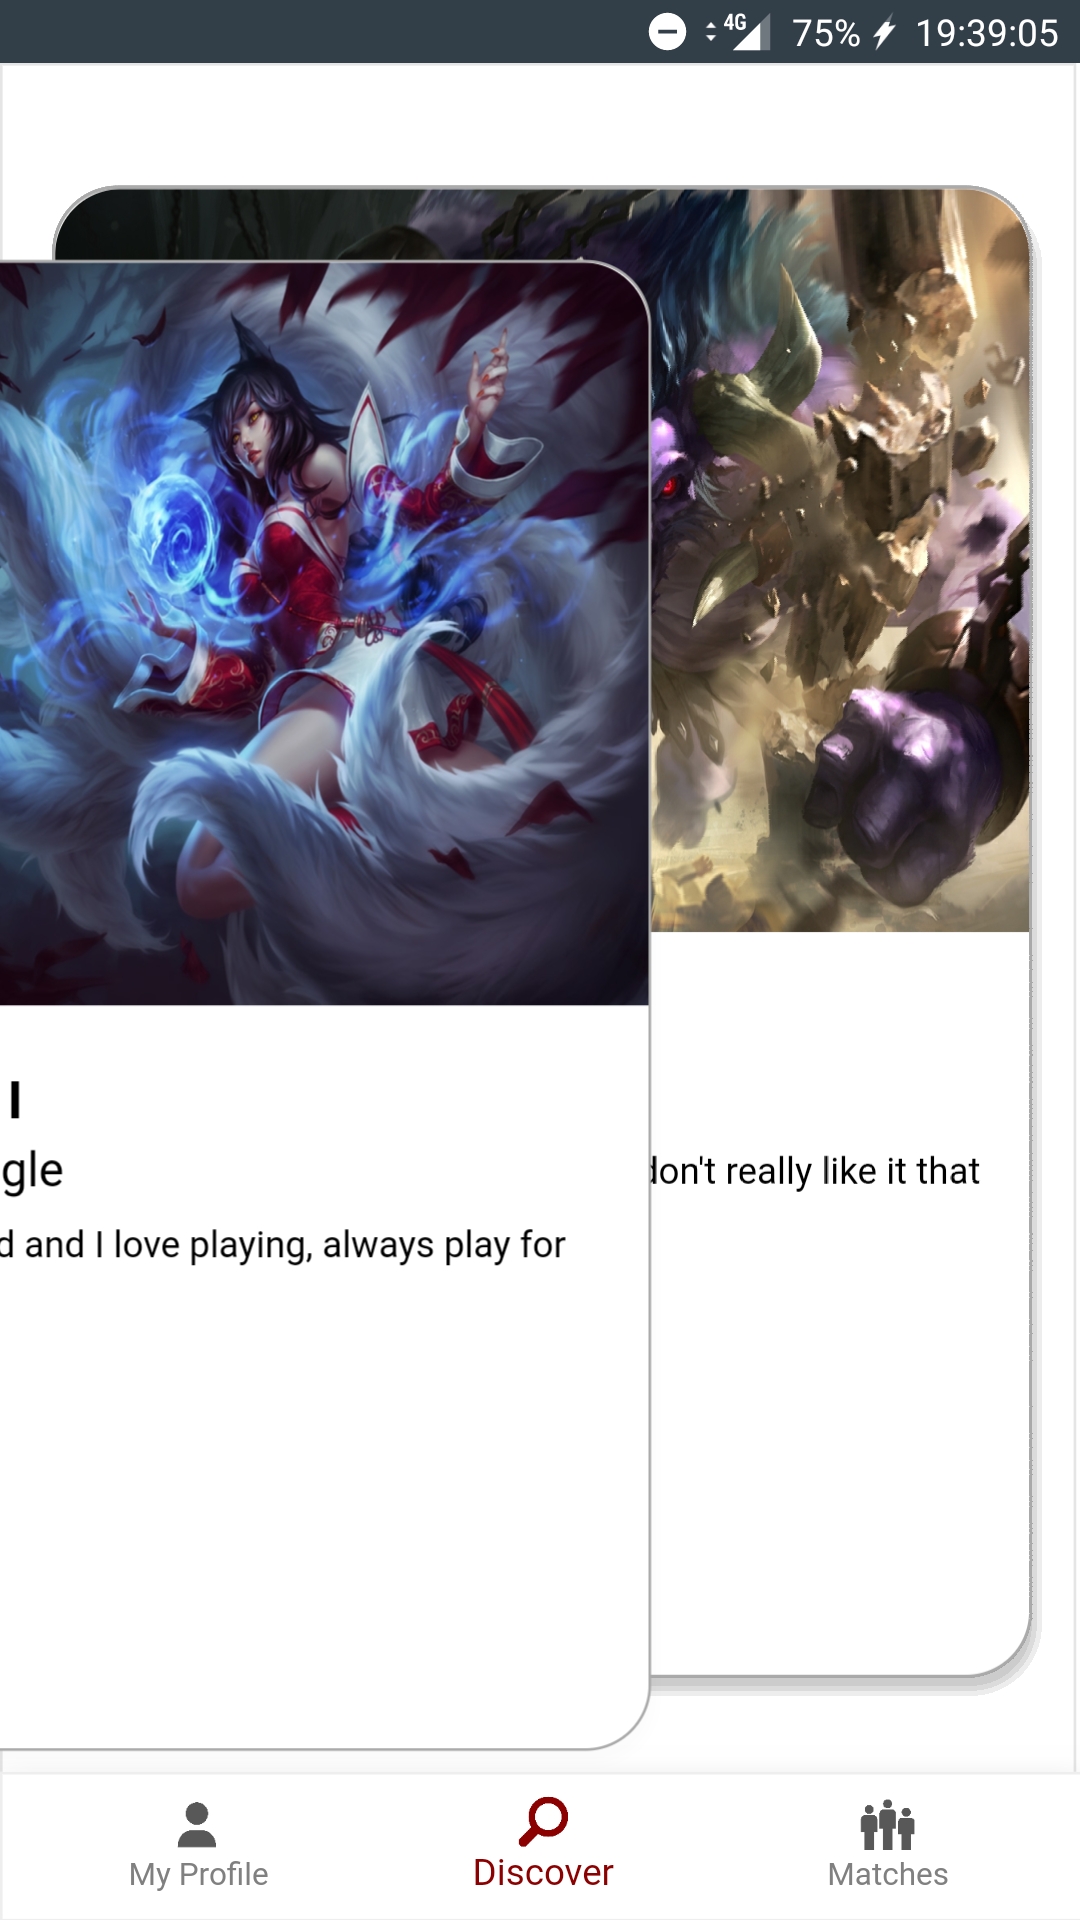 4G 75% 19:39:05
I
gle
don't really like it that
d and I love playing, always play for
My Profile
Discover
Matches